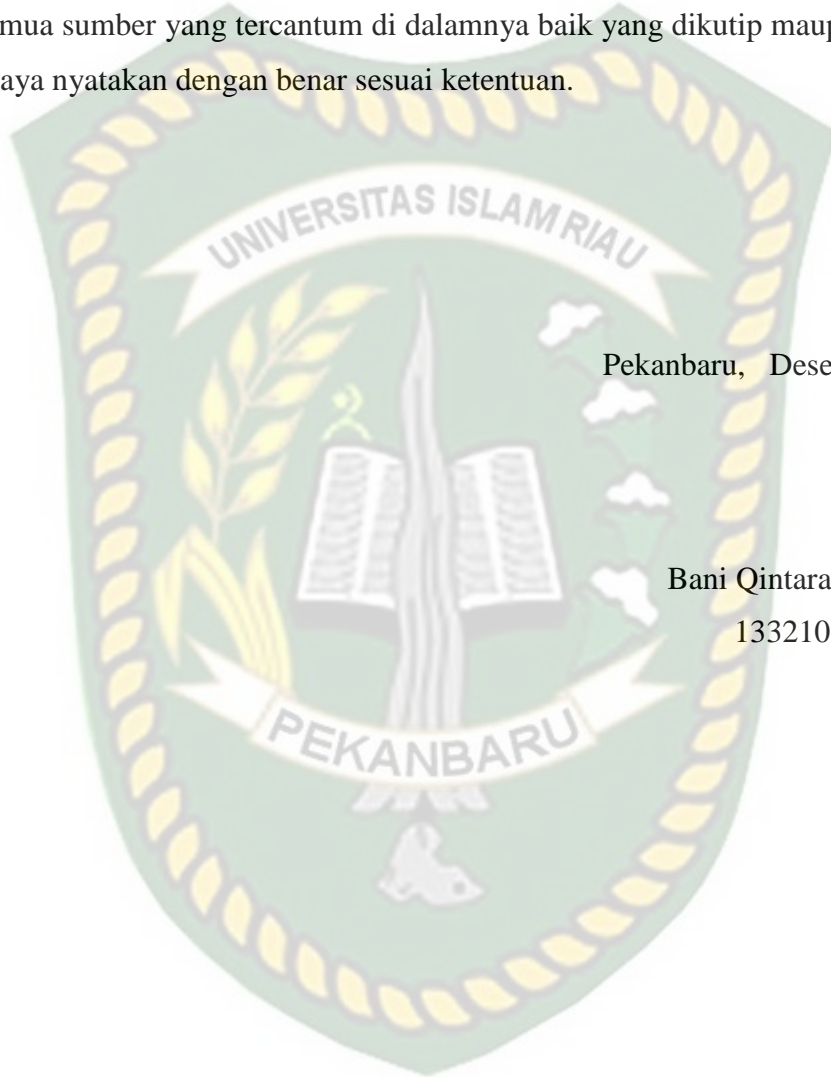 mua sumber yang tercantum di dalamnya baik yang dikutip maup
aya nyatakan dengan benar sesuai ketentuan.
UNIVERSITAS ISLAM RIAU
Pekanbaru, Dese
Bani Qintara
133210
PEKANBARU